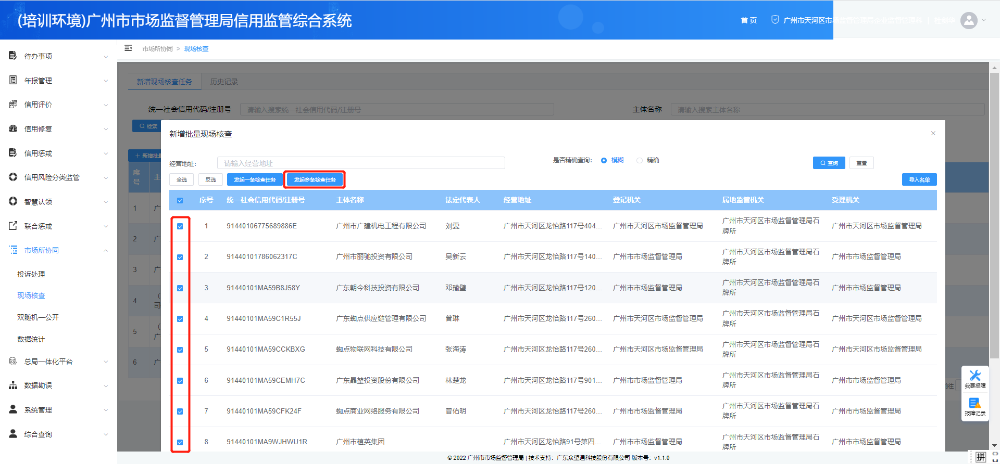 (培训环境)广州市市场监督管理局信用监管综合系统
首页
广州市天河区市场监督管理局企业监督管理科
待办事项
年报管理
信用评价
信用修复
信用惩戒
信用风险分类监管
智慧认领
联合惩戒
市场所协同
投诉处理
现场核查
双随机一公开
数据统计
总局一体化平台
数据勘误
系统管理
综合查询
市场所协同 > 现场核查
新增现场核查任务 历史记录
统一社会信用代码/注册号 请输入搜索统一社会信用代码/注册号 主体名称 请输入搜索主体名称
检索
+ 新增批量
序号 主
1 广
2 广
3 广
4 （ 司
5 （ 广
6 广
前往
新增批量现场核查
经营地址: 请输入经营地址 是否精确查询: 模糊 精确 查询 重置
全选 反选 发起一条检查任务 发起多条检查任务 导入名单
序号 统一社会信用代码/注册号 主体名称 法定代表人 经营地址 登记机关 属地监管机关 受理机关
1 91440106775689886E 广州市广建机电工程有限公司 刘雯 广州市天河区龙怡路117号404... 广州市天河区市场监督管理局 广州市天河区市场监督管理局石牌所 广州市天河区市场监督管理局
2 91440101786062317C 广州市丽驰投资有限公司 吴新云 广州市天河区龙怡路117号140... 广州市市场监督管理局 广州市天河区市场监督管理局石牌所 广州市市场监督管理局
3 91440101MA59B8J58Y 广东朝今科技投资有限公司 邓瑜璧 广州市天河区龙怡路117号120... 广州市市场监督管理局 广州市天河区市场监督管理局石牌所 广州市市场监督管理局
4 91440101MA59C1R55J 广东蜘点供应链管理有限公司 曾琳 广州市天河区龙怡路117号260... 广州市天河区市场监督管理局 广州市天河区市场监督管理局石牌所 广州市天河区市场监督管理局
5 91440101MA59CCKBXG 蜘点物联网科技有限公司 张海涛 广州市天河区龙怡路117号260... 广州市天河区市场监督管理局 广州市天河区市场监督管理局石牌所 广州市天河区市场监督管理局
6 91440101MA59CEMH7C 广东晶堃投资股份有限公司 林楚龙 广州市天河区龙怡路117号901... 广州市市场监督管理局 广州市天河区市场监督管理局石牌所 广州市市场监督管理局
7 91440101MA59CFK24F 蜘点商业网络服务有限公司 曾佑明 广州市天河区龙怡路117号260... 广州市市场监督管理局 广州市天河区市场监督管理局石牌所 广州市市场监督管理局
8 91440101MA9WJHWU1R 广州市植英集团 广州市天河区龙怡路91号第四... 广州市市场监督管理局 广州市天河区市场监督管理局石牌所 广州市市场监督管理局
我要报障
报障记录
© 2022 广州市市场监督管理局 | 技术支持：广东众望通科技股份有限公司 版本号：v1.1.0
拼